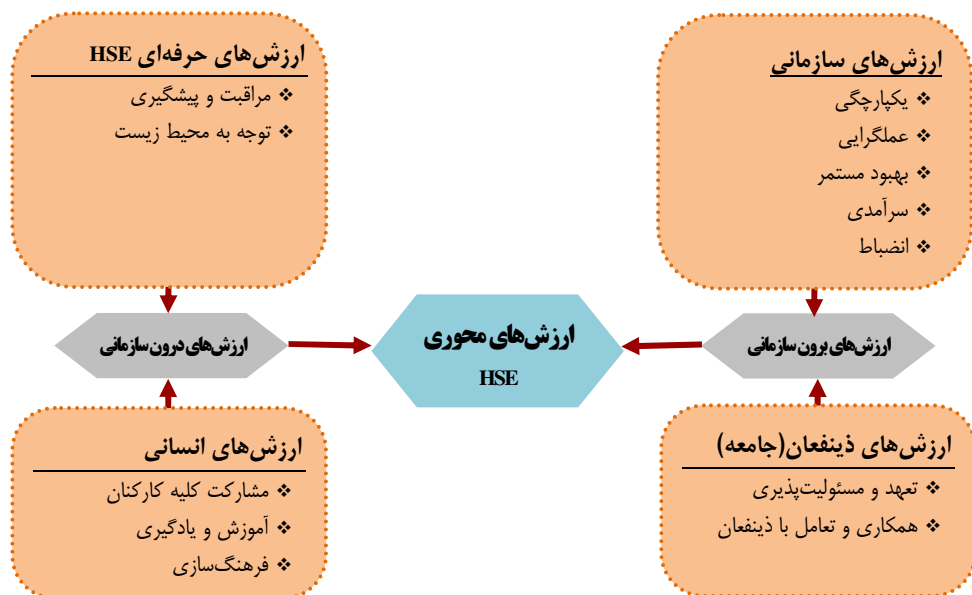 ارزش‌های سازمانی
❖ یکپارچگی
❖ عملگرایی
❖ بهبود مستمر
❖ سرآمدی
❖ انضباط
ارزش‌های حرفه‌ای HSE
❖ مراقبت و پیشگیری
❖ توجه به محیط زیست
ارزش‌های برون سازمانی
ارزش‌های محوری
HSE
ارزش‌های درون سازمانی
ارزش‌های ذینفعان(جامعه)
❖ تعهد و مسئولیت‌پذیری
❖ همکاری و تعامل با ذینفعان
ارزش‌های انسانی
❖ مشارکت کلیه کارکنان
❖ آموزش و یادگیری
❖ فرهنگ‌سازی